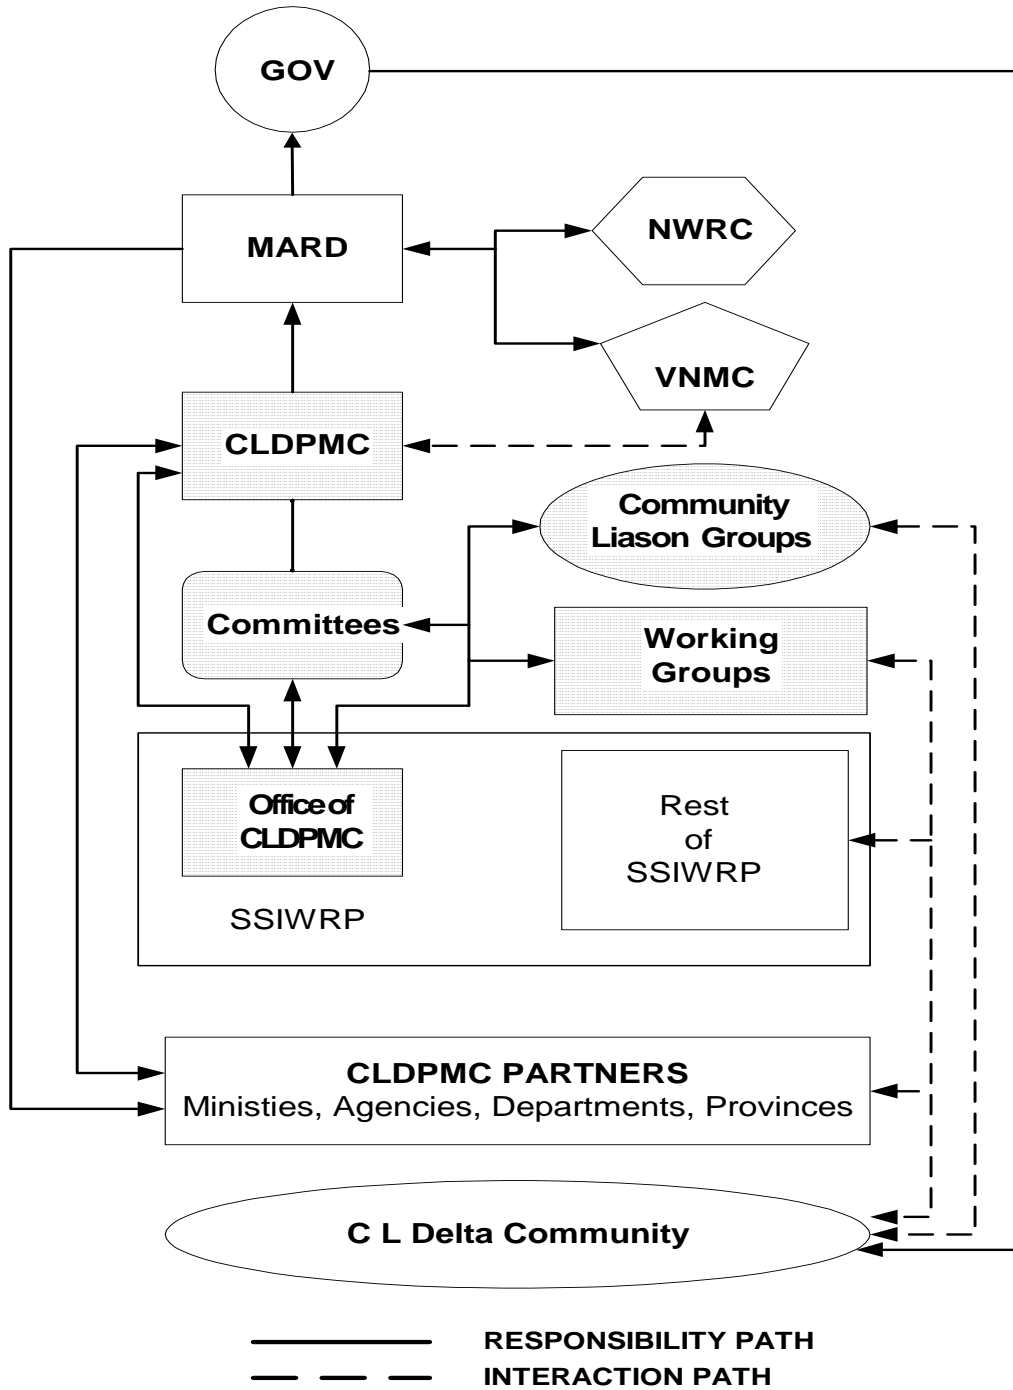 GOV
MARD
NWRC
VNMC
CLDPMC
Community
Liason Groups
Committees
Working
Groups
Office of
CLDPMC
Rest
of
SSIWRP
SSIWRP
CLDPMC PARTNERS
Ministies, Agencies, Departments, Provinces
C L Delta Community
RESPONSIBILITY PATH
INTERACTION PATH